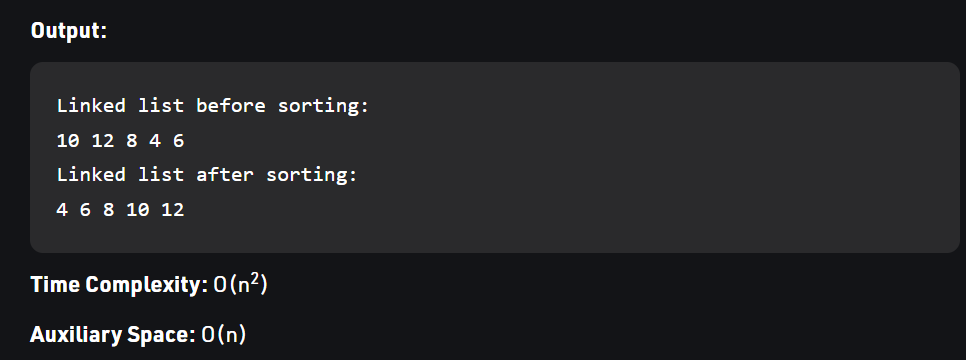 Output:
Linked list before sorting:
10 12 8 4 6
Linked list after sorting:
4 6 8 10 12
Time Complexity: O(n²)
Auxiliary Space: O(n)